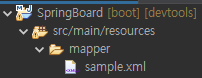 SpringBoard [boot] [devtools]
src/main/resources
mapper
sample.xml